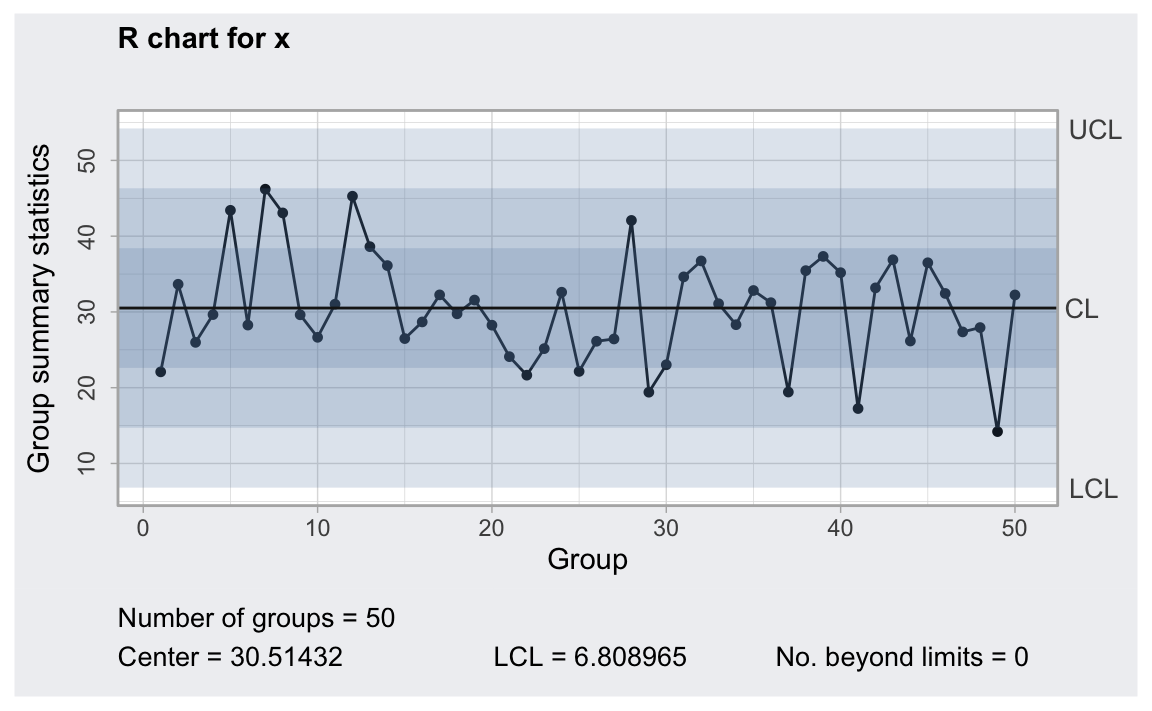 R chart for x
Group summary statistics
50
40
30
20
10
UCL
CL
LCL
0 10 20 30 40 50
Group
Number of groups = 50
Center = 30.51432 LCL = 6.808965 No. beyond limits = 0